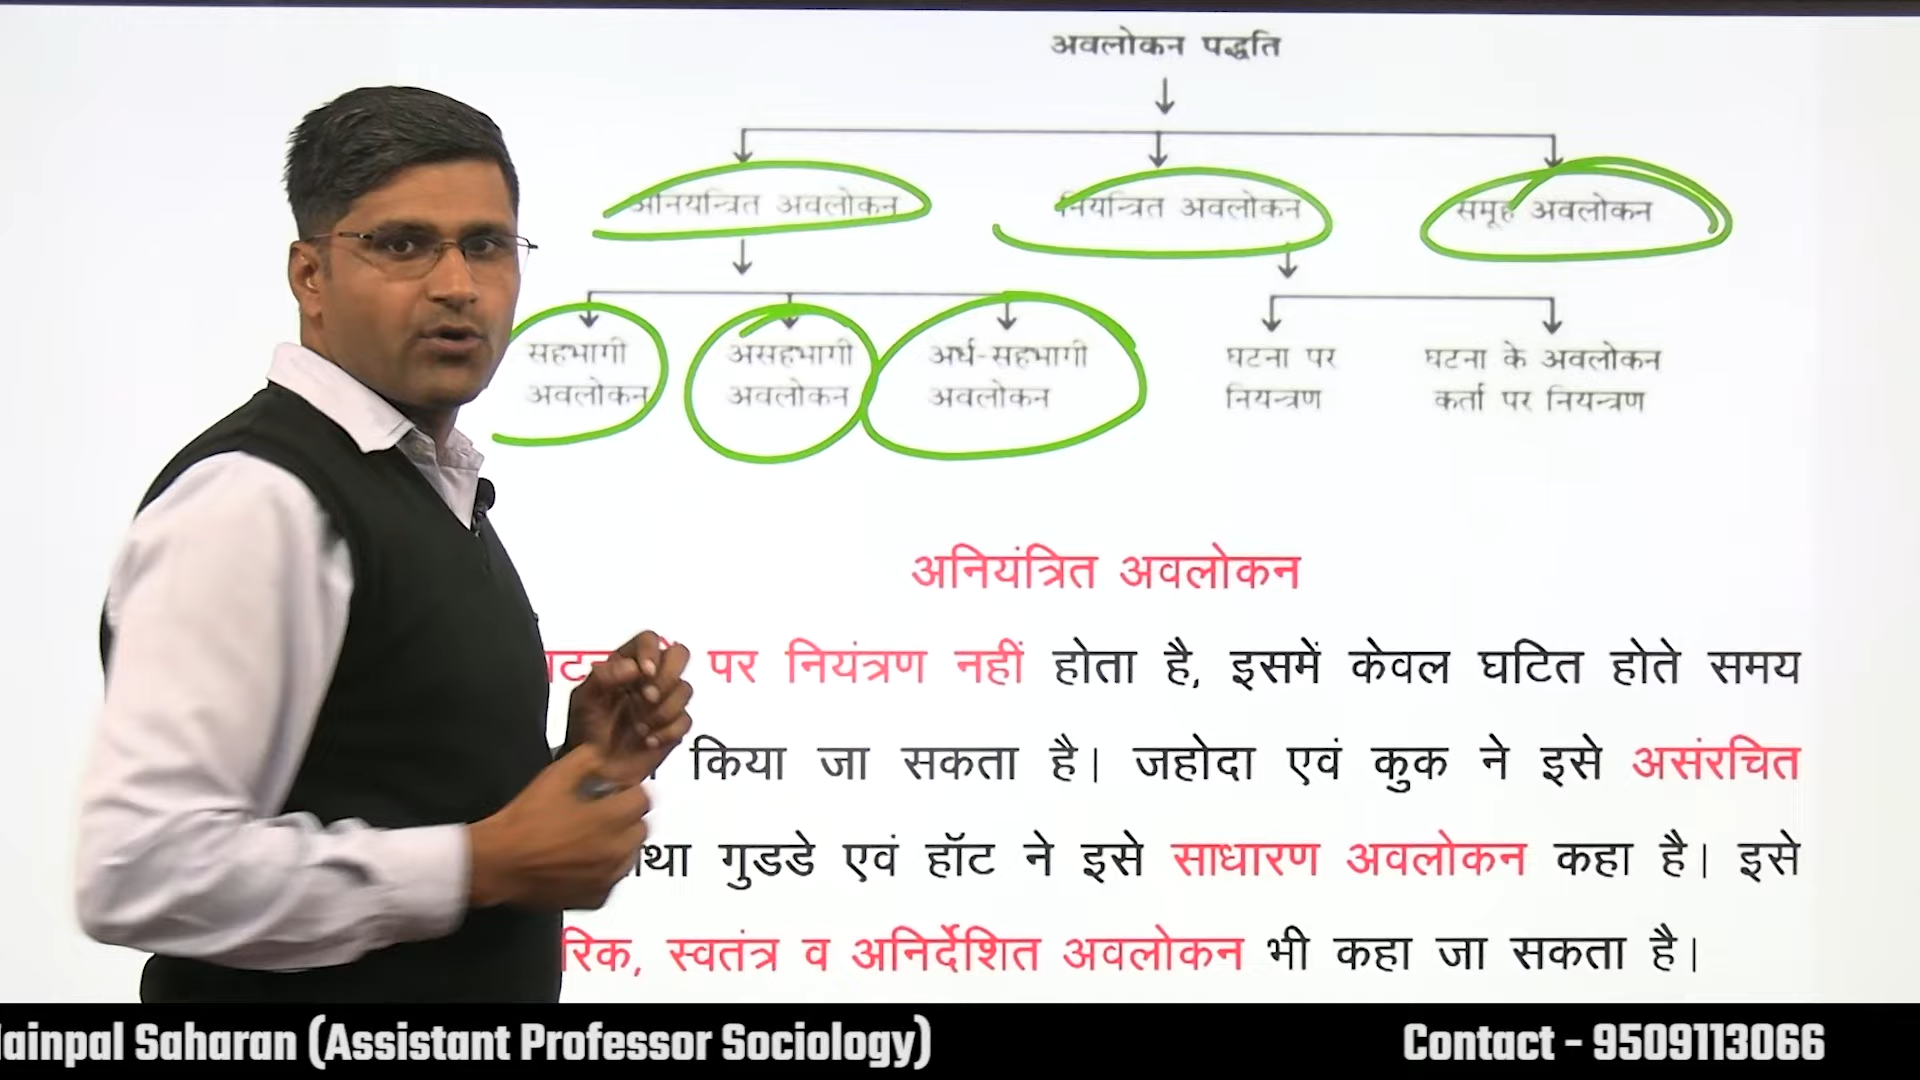 अवलोकन पद्धति
अनियन्त्रित अवलोकन नियन्त्रित अवलोकन समूह अवलोकन
सहभागी असहभागी अर्ध-सहभागी घटना पर घटना के अवलोकन
अवलोकन अवलोकन अवलोकन नियन्त्रण कर्ता पर नियन्त्रण
अनियंत्रित अवलोकन
पर नियंत्रण नहीं होता है, इसमें केवल घटित होते समय
किया जा सकता है। जहोदा एवं कुक ने इसे असंरचित
गुडडे एवं हॉट ने इसे साधारण अवलोकन कहा है। इसे
स्वतंत्र व अनिर्देशित अवलोकन भी कहा जा सकता है।
Saharan (Assistant Professor Sociology) Contact - 9509113066